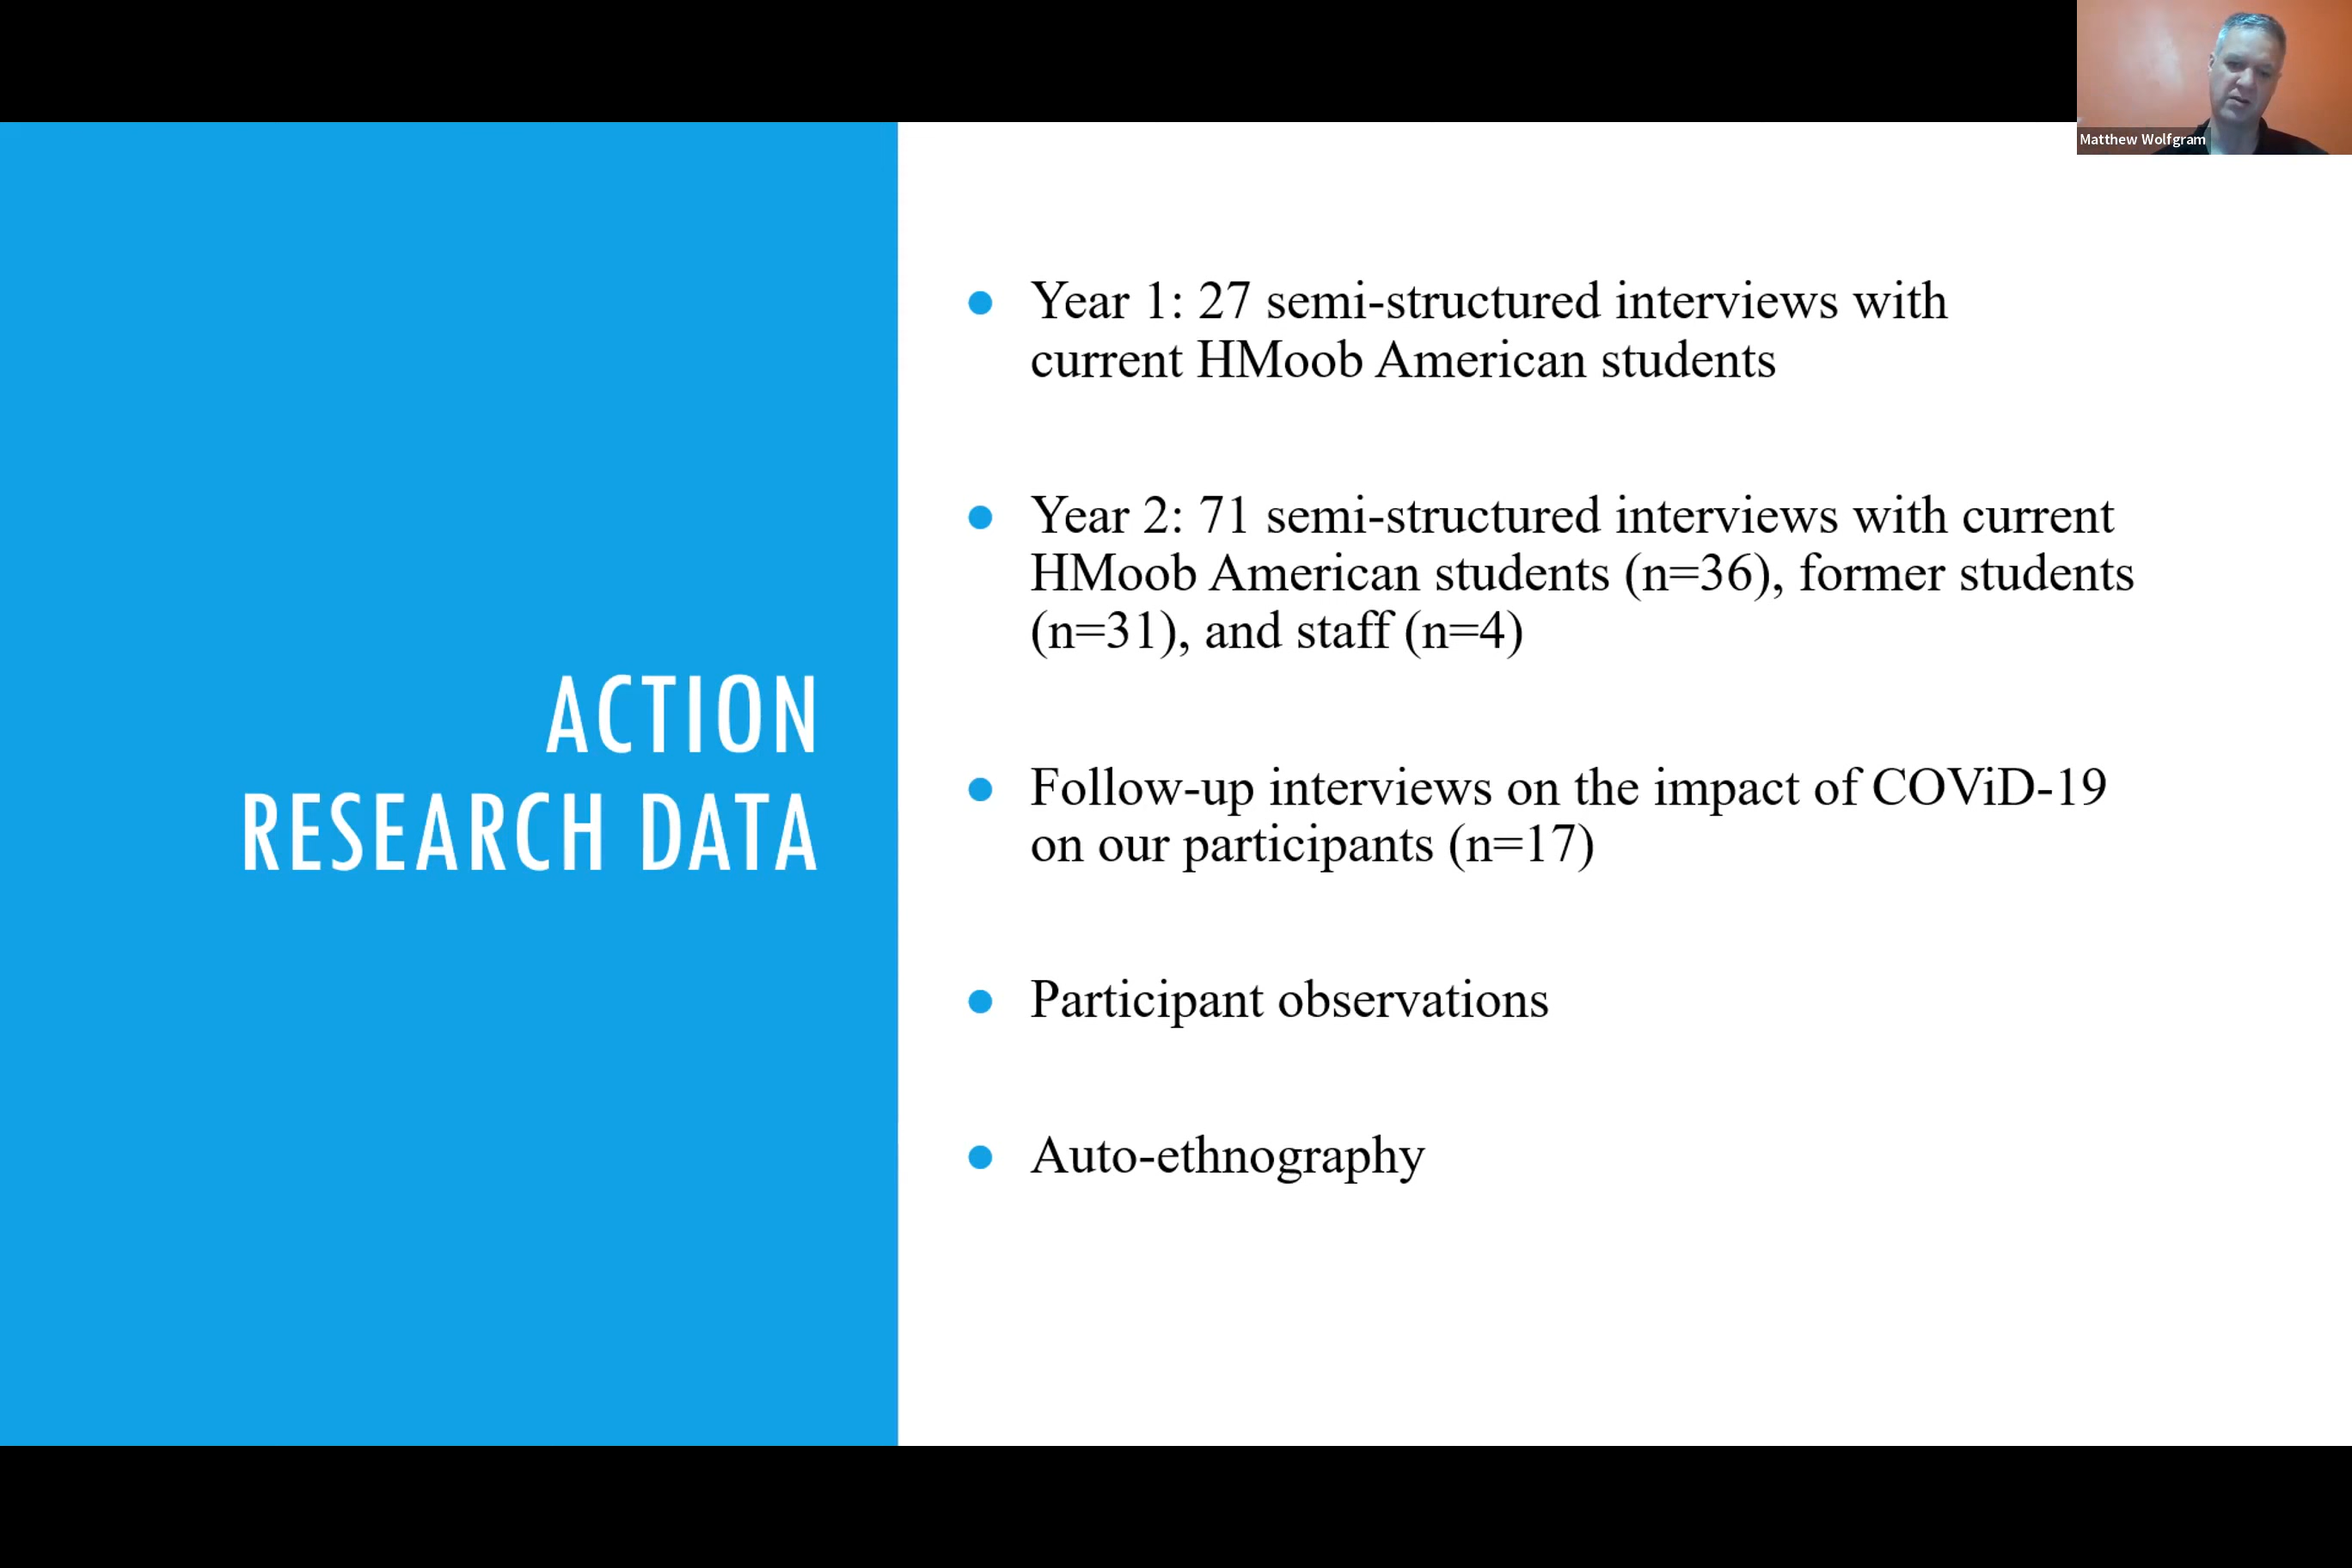 Matthew Wolfgram
ACTION
RESEARCH DATA
● Year 1: 27 semi-structured interviews with
current HMoob American students
● Year 2: 71 semi-structured interviews with current
HMoob American students (n=36), former students
(n=31), and staff (n=4)
● Follow-up interviews on the impact of COViD-19
on our participants (n=17)
● Participant observations
● Auto-ethnography